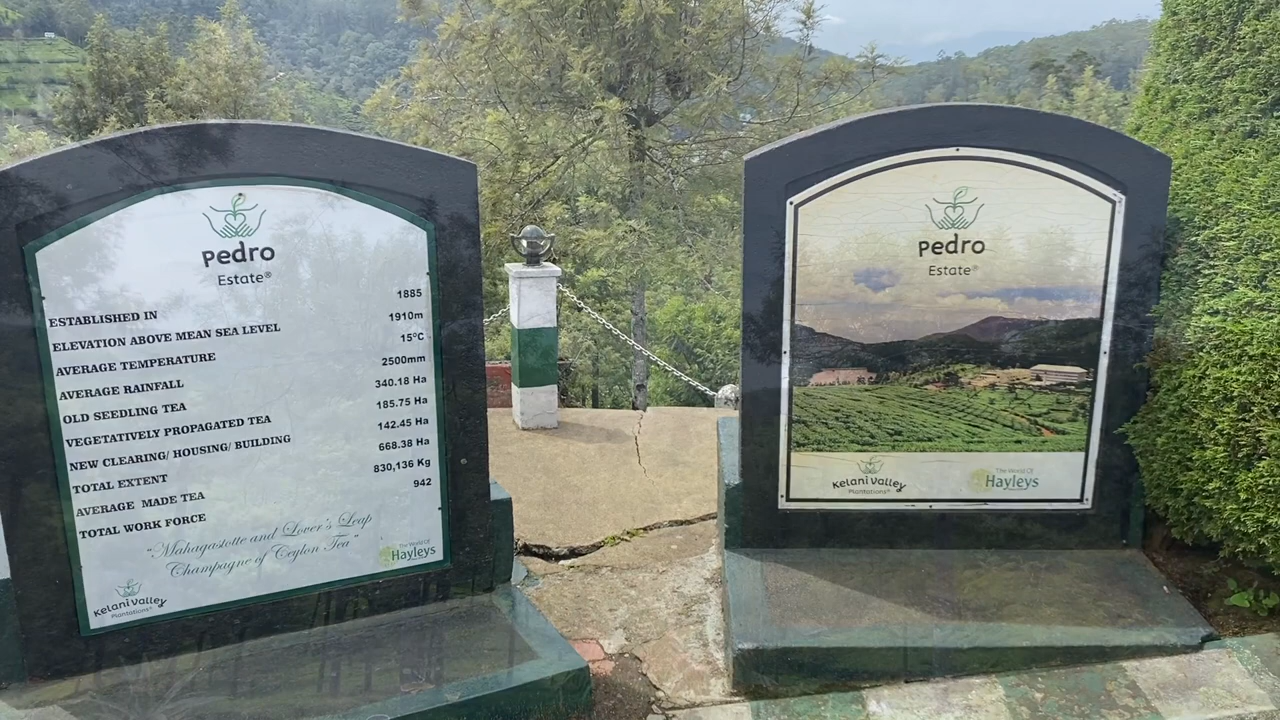 pedro
Estate®
ESTABLISHED IN 1885
ELEVATION ABOVE MEAN SEA LEVEL 1910m
AVERAGE TEMPERATURE 15°C
AVERAGE RAINFALL 2500mm
OLD SEEDLING TEA 340.18 Ha
VEGETATIVELY PROPAGATED TEA 185.75 Ha
NEW CLEARING/ HOUSING/ BUILDING 142.45 Ha
TOTAL EXTENT 668.38 Ha
AVERAGE MADE TEA 830,136 Kg
TOTAL WORK FORCE 942
"Mahagastotte and Lover's Leap
Champagne of Ceylon Tea"
Kelani Valley
Plantations®
The World Of
Hayleys
pedro
Estate®
Kelani Valley
Plantations®
The World Of
Hayleys